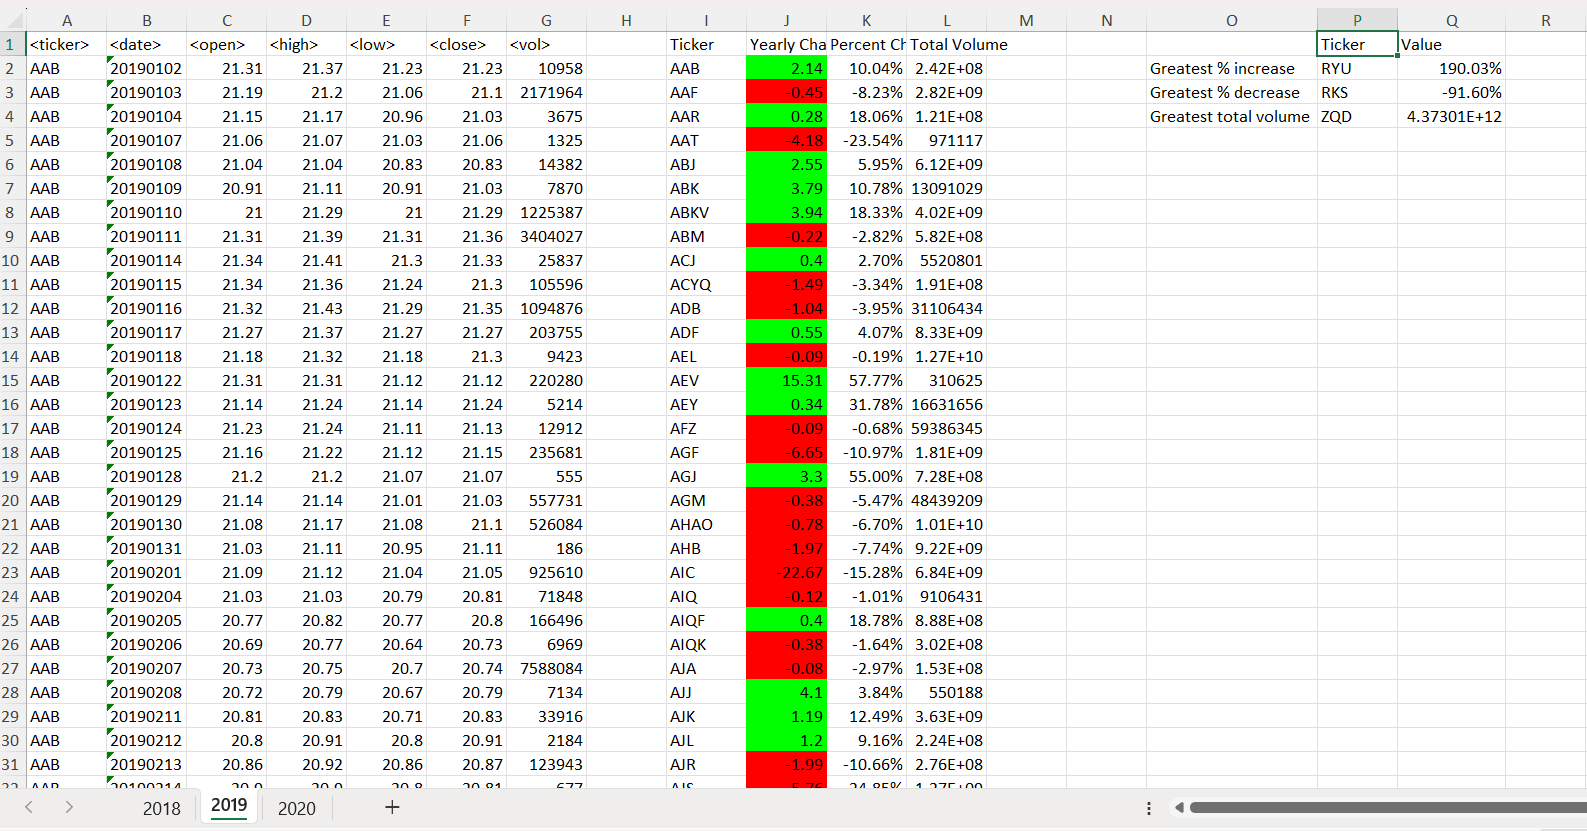 A B C D E F G H I J K L M N O P Q R
1 <ticker> <date> <open> <high> <low> <close> <vol> Ticker Yearly Cha Percent Ch Total Volume Ticker Value
2 AAB 20190102 21.31 21.37 21.23 21.23 10958 AAB 2.14 10.04% 2.42E+08 Greatest % increase RYU 190.03%
3 AAB 20190103 21.19 21.2 21.06 21.1 2171964 AAF -0.45 -8.23% 2.82E+09 Greatest % decrease RKS -91.60%
4 AAB 20190104 21.15 21.17 20.96 21.03 3675 AAR 0.28 18.06% 1.21E+08 Greatest total volume ZQD 4.37301E+12
5 AAB 20190107 21.06 21.07 21.03 21.06 1325 AAT -4.18 -23.54% 971117
6 AAB 20190108 21.04 21.04 20.83 20.83 14382 ABJ 2.55 5.95% 6.12E+09
7 AAB 20190109 20.91 21.11 20.91 21.03 7870 ABK 3.79 10.78% 13091029
8 AAB 20190110 21 21.29 21 21.29 1225387 ABKV 3.94 18.33% 4.02E+09
9 AAB 20190111 21.31 21.39 21.31 21.36 3404027 ABM -0.22 -2.82% 5.82E+08
10 AAB 20190114 21.34 21.41 21.3 21.33 25837 ACJ 0.4 2.70% 5520801
11 AAB 20190115 21.34 21.36 21.24 21.3 105596 ACYQ -1.49 -3.34% 1.91E+08
12 AAB 20190116 21.32 21.43 21.29 21.35 1094876 ADB -1.04 -3.95% 31106434
13 AAB 20190117 21.27 21.37 21.27 21.27 203755 ADF 0.55 4.07% 8.33E+09
14 AAB 20190118 21.18 21.32 21.18 21.3 9423 AEL -0.09 -0.19% 1.27E+10
15 AAB 20190122 21.31 21.31 21.12 21.12 220280 AEV 15.31 57.77% 310625
16 AAB 20190123 21.14 21.24 21.14 21.24 5214 AEY 0.34 31.78% 16631656
17 AAB 20190124 21.23 21.24 21.11 21.13 12912 AFZ -0.09 -0.68% 59386345
18 AAB 20190125 21.16 21.22 21.12 21.15 235681 AGF -6.65 -10.97% 1.81E+09
19 AAB 20190128 21.2 21.2 21.07 21.07 555 AGJ 3.3 55.00% 7.28E+08
20 AAB 20190129 21.14 21.14 21.01 21.03 557731 AGM -0.38 -5.47% 48439209
21 AAB 20190130 21.08 21.17 21.08 21.1 526084 AHAO -0.78 -6.70% 1.01E+10
22 AAB 20190131 21.03 21.11 20.95 21.11 186 AHB -1.97 -7.74% 9.22E+09
23 AAB 20190201 21.09 21.12 21.04 21.05 925610 AIC -22.67 -15.28% 6.84E+09
24 AAB 20190204 21.03 21.03 20.79 20.81 71848 AIQ -0.12 -1.01% 9106431
25 AAB 20190205 20.77 20.82 20.77 20.8 166496 AIQF 0.4 18.78% 8.88E+08
26 AAB 20190206 20.69 20.77 20.64 20.73 6969 AIQK -0.38 -1.64% 3.02E+08
27 AAB 20190207 20.73 20.75 20.7 20.74 7588084 AJA -0.08 -2.97% 1.53E+08
28 AAB 20190208 20.72 20.79 20.67 20.79 7134 AJJ 4.1 3.84% 550188
29 AAB 20190211 20.81 20.83 20.71 20.83 33916 AJK 1.19 12.49% 3.63E+09
30 AAB 20190212 20.8 20.91 20.8 20.91 2184 AJL 1.2 9.16% 2.24E+08
31 AAB 20190213 20.86 20.92 20.86 20.87 123943 AJR -1.99 -10.66% 2.76E+08
2018 2019 2020